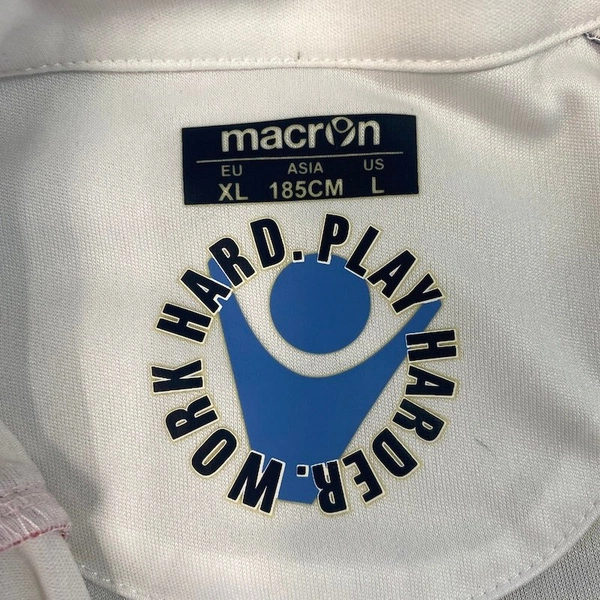 macron
EU ASIA US
XL 185CM L
WORK HARD. PLAY HARDER.